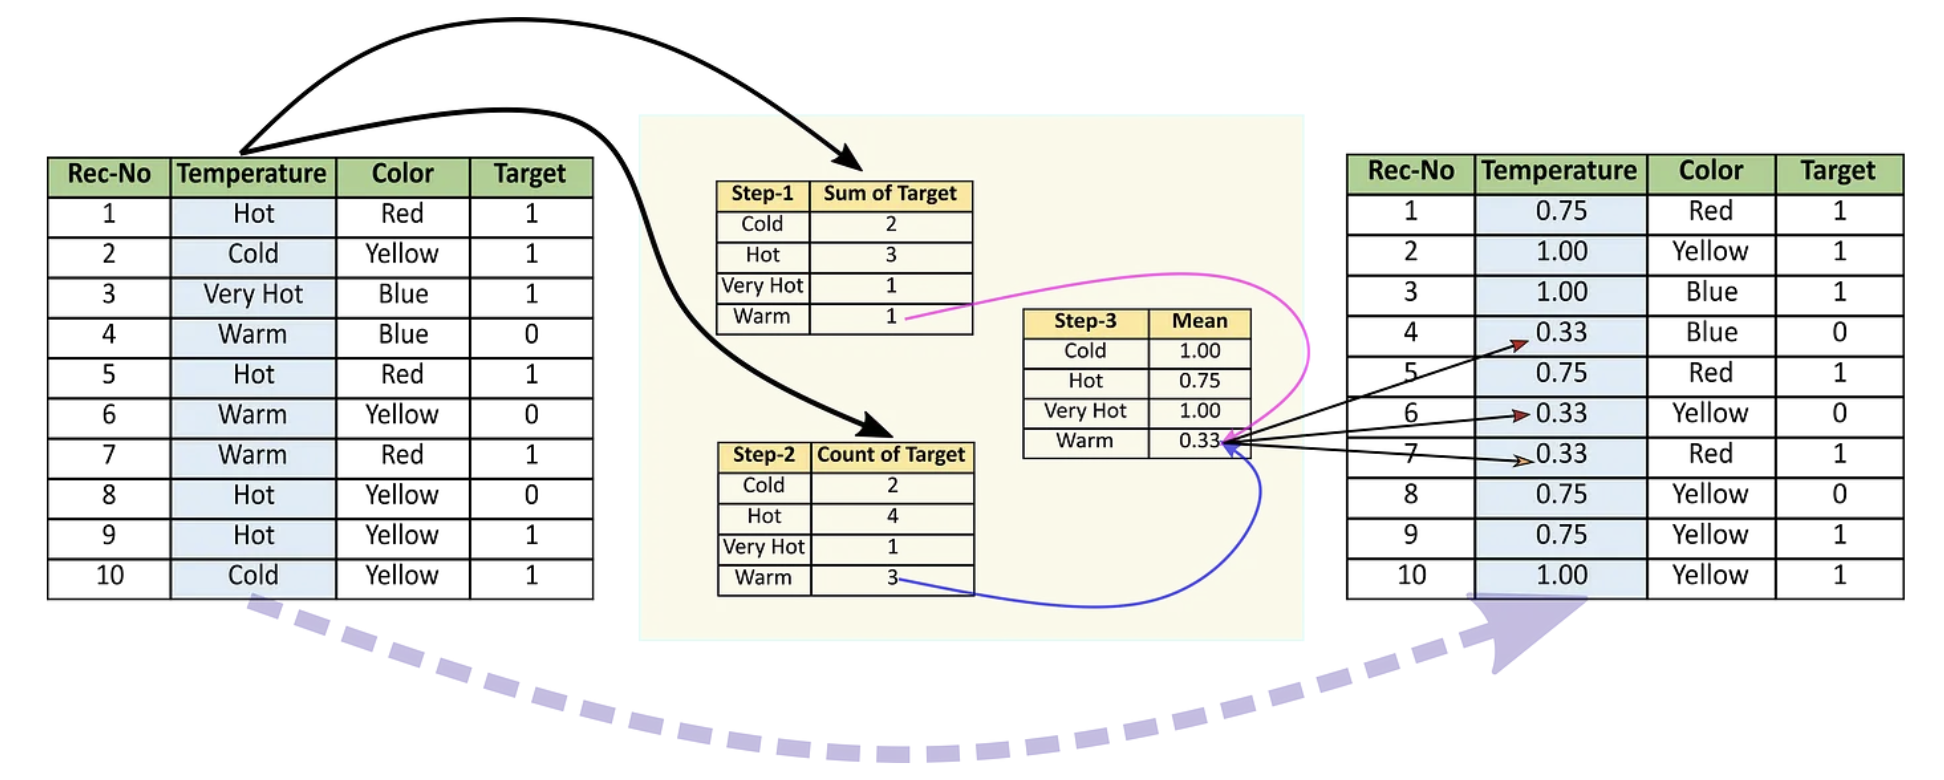 Rec-No Temperature Color Target
1 Hot Red 1
2 Cold Yellow 1
3 Very Hot Blue 1
4 Warm Blue 0
5 Hot Red 1
6 Warm Yellow 0
7 Warm Red 1
8 Hot Yellow 0
9 Hot Yellow 1
10 Cold Yellow 1
Step-1 Sum of Target
Cold 2
Hot 3
Very Hot 1
Warm 1
Step-2 Count of Target
Cold 2
Hot 4
Very Hot 1
Warm 3
Step-3 Mean
Cold 1.00
Hot 0.75
Very Hot 1.00
Warm 0.33
Rec-No Temperature Color Target
1 0.75 Red 1
2 1.00 Yellow 1
3 1.00 Blue 1
4 0.33 Blue 0
5 0.75 Red 1
6 0.33 Yellow 0
7 0.33 Red 1
8 0.75 Yellow 0
9 0.75 Yellow 1
10 1.00 Yellow 1